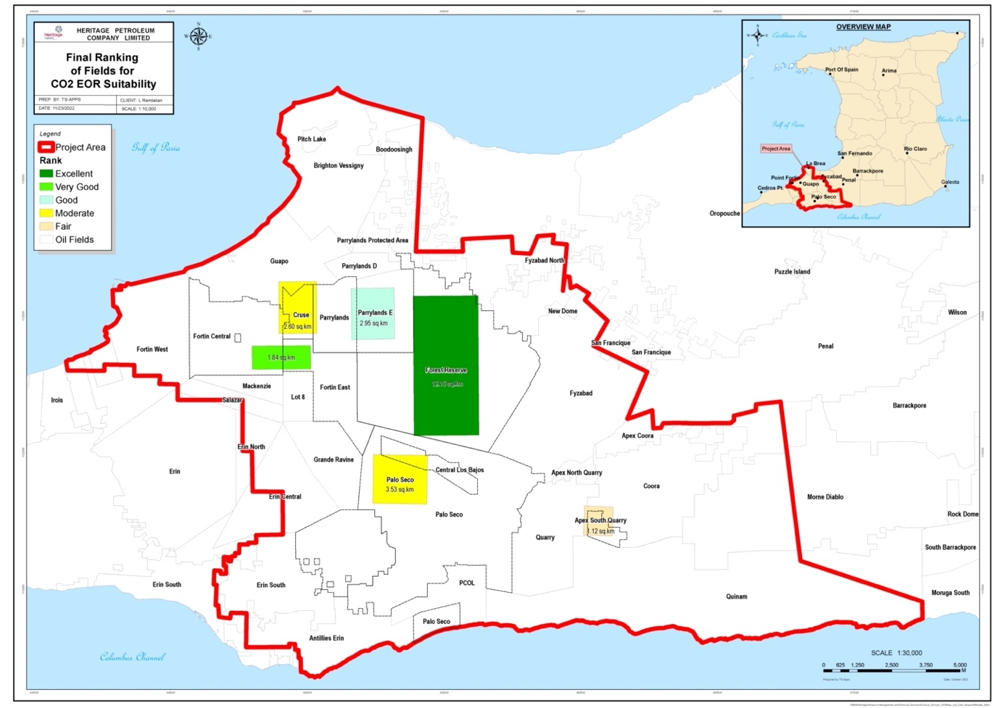 Heritage
HERITAGE PETROLEUM
COMPANY LIMITED
Final Ranking
of Fields for
CO2 EOR Suitability
PREP. BY: TS-APPS
CLIENT: L Ramlakan
DATE: 11/23/2022
SCALE: 1:10,000
N
W
E
S
Legend
Project Area
Rank
Excellent
Very Good
Good
Moderate
Fair
Oil Fields
Gulf of Paria
OVERVIEW MAP
N
W
E
S
Caribbean Sea
Port Of Spain
Arima
Atlantic Ocean
Gulf of Paria
Project Area
San Fernando
Rio Claro
La Brea
Barrackpore
Point Fortin
Fyzabad
Penal
Guapo
Galeota
Cedros Pt.
Palo Seco
Columbus Channel
Pitch Lake
Boodoosingh
Brighton Vessigny
Oropouche
Parrylands Protected Area
Guapo
Parrylands D
Fyzabad North
Puzzle Island
Cruse
2.60 sq.km
Parrylands
Parrylands E
2.95 sq.km
New Dome
Wilson
Fortin Central
San Francique
San Francique
Penal
Fortin West
1.84 sq.km
Forest Reserve
12.15 sq.km
Mackenzie
Fortin East
Lot 8
Fyzabad
Irois
Salazar
Barrackpore
Apex Coora
Erin North
Grande Ravine
Erin
Central Los Bajos
Apex North Quarry
Palo Seco
3.53 sq.km
Coora
Erin Central
Morne Diablo
Palo Seco
Rock Dome
Apex South Quarry
1.12 sq.km
Quarry
South Barrackpore
Erin South
Erin South
PCOL
Moruga South
Quinam
Palo Seco
Antillies Erin
Columbus Channel
SCALE 1:30,000
0 625 1,250 2,500 3,750 5,000
M
Prepared by TS-Apps
Date: October 2022